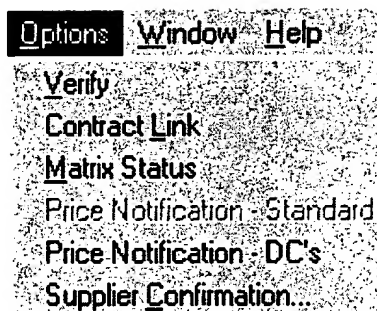 Options Window Help
Verify
Contract Link
Matrix Status
Price Notification - Standard
Price Notification - DC's
Supplier Confirmation...